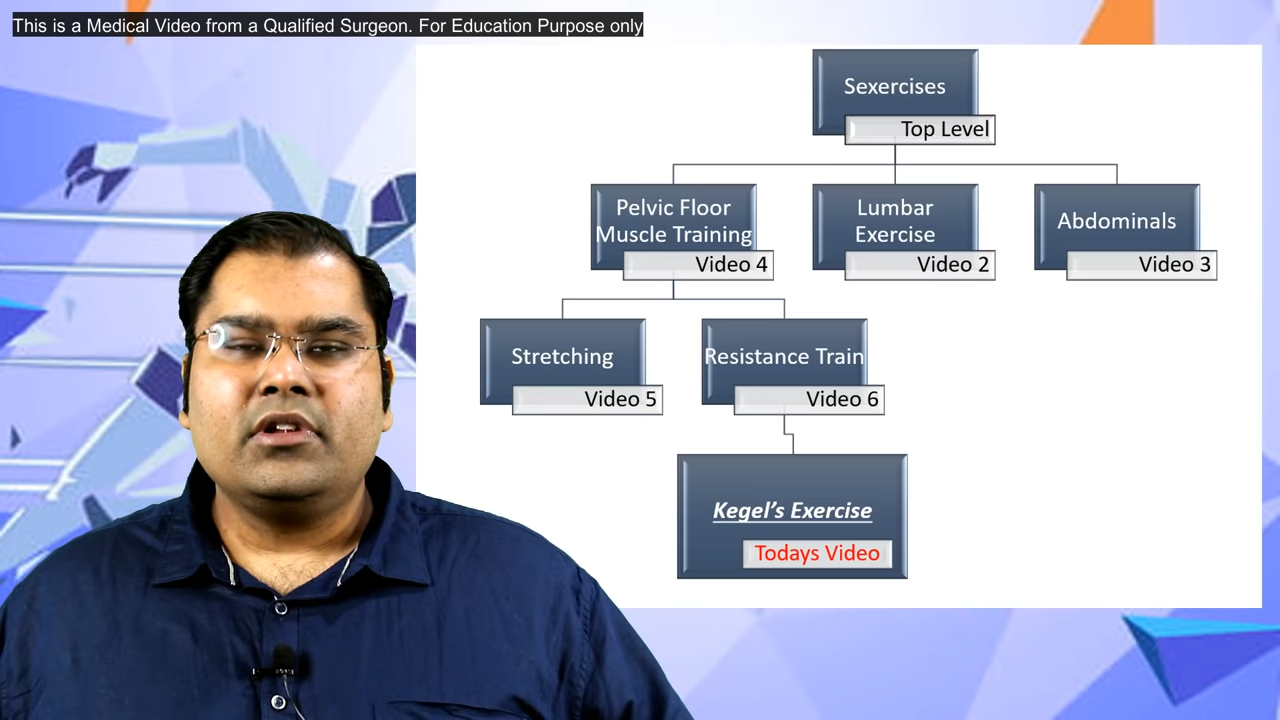 This is a Medical Video from a Qualified Surgeon. For Education Purpose only
Sexercises
Top Level
Pelvic Floor
Muscle Training
Video 4
Lumbar
Exercise
Video 2
Abdominals
Video 3
Stretching
Video 5
Resistance Train
Video 6
Kegel’s Exercise
Todays Video